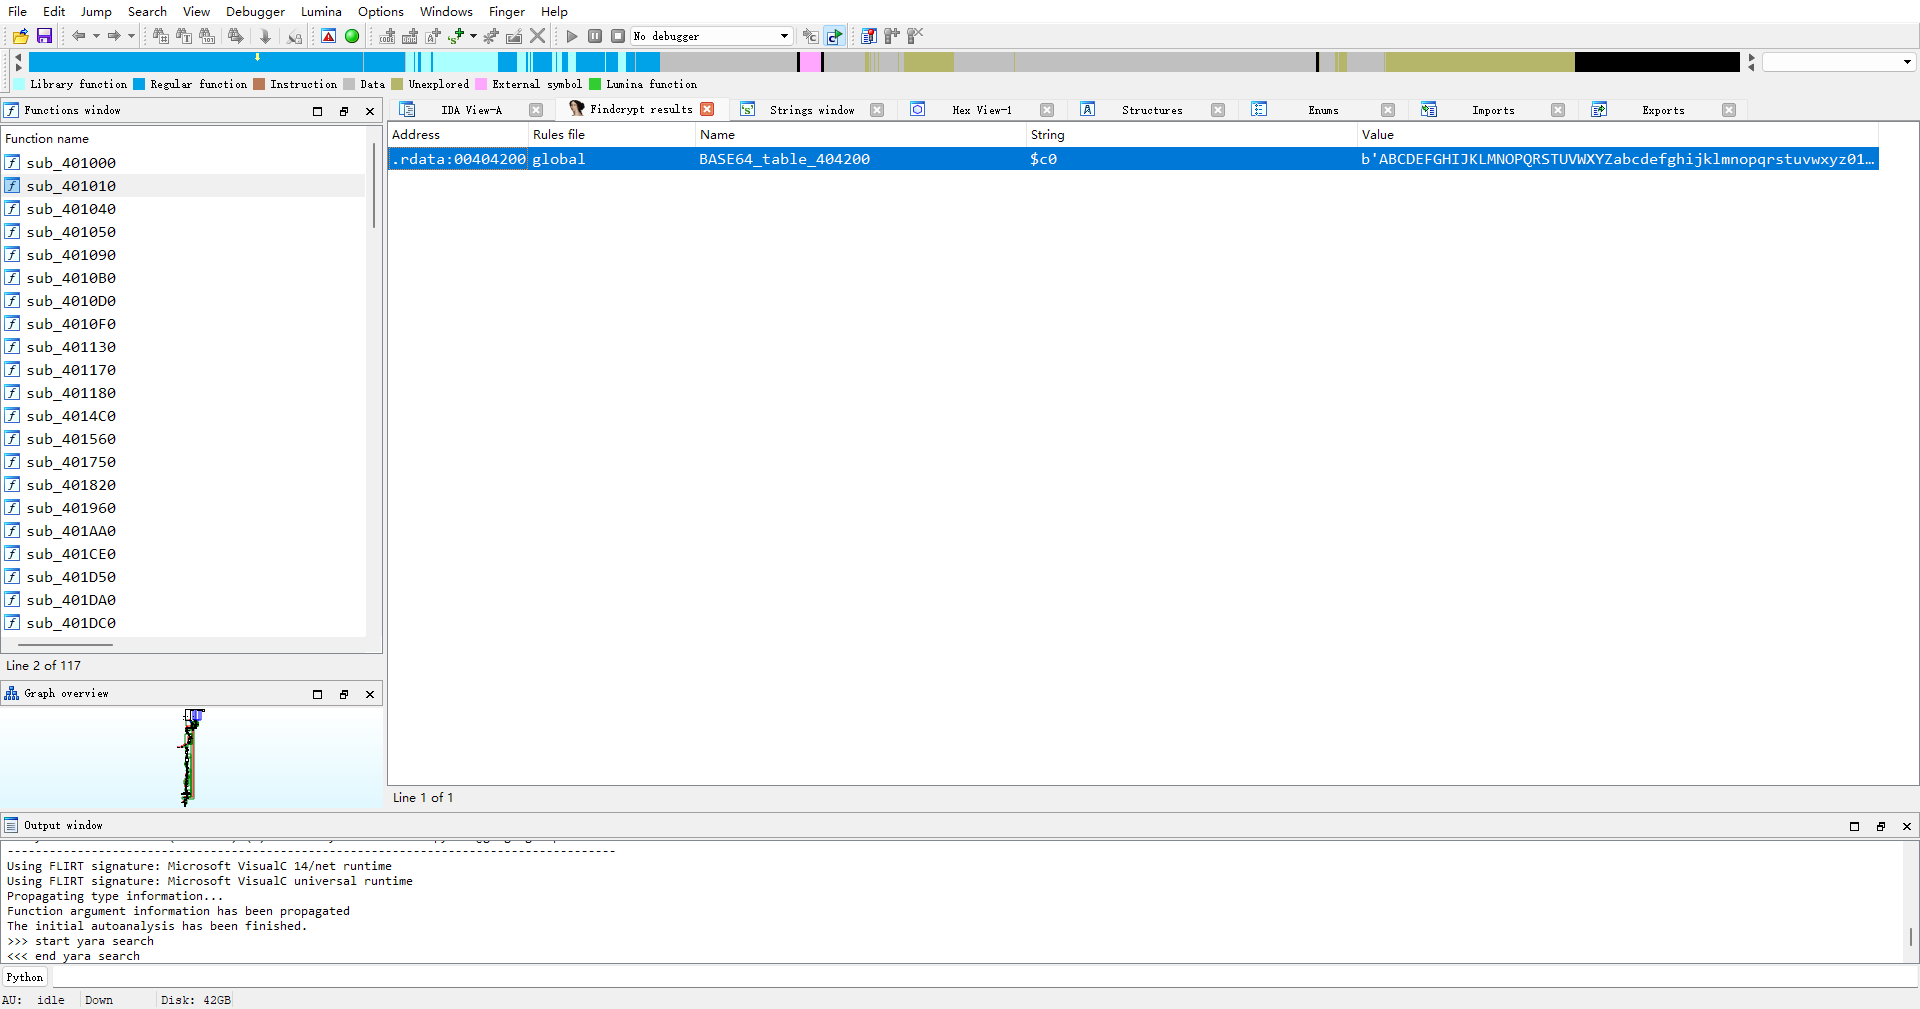 File Edit Jump Search View Debugger Lumina Options Windows Finger Help
No debugger
Library function Regular function Instruction Data Unexplored External symbol Lumina function
Functions window
IDA View-A Findcrypt results Strings window Hex View-1 Structures Enums Imports Exports
Function name
Address Rules file Name String Value
.rdata:00404200 global BASE64_table_404200 $c0 b'ABCDEFGHIJKLMNOPQRSTUVWXYZabcdefghijklmnopqrstuvwxyz01...
sub_401000
sub_401010
sub_401040
sub_401050
sub_401090
sub_4010B0
sub_4010D0
sub_4010F0
sub_401130
sub_401170
sub_401180
sub_4014C0
sub_401560
sub_401750
sub_401820
sub_401960
sub_401AA0
sub_401CE0
sub_401D50
sub_401DA0
sub_401DC0
Line 2 of 117
Graph overview
Line 1 of 1
Output window
Using FLIRT signature: Microsoft VisualC 14/net runtime
Using FLIRT signature: Microsoft VisualC universal runtime
Propagating type information...
Function argument information has been propagated
The initial autoanalysis has been finished.
>>> start yara search
<<< end yara search
Python
AU: idle Down Disk: 42GB